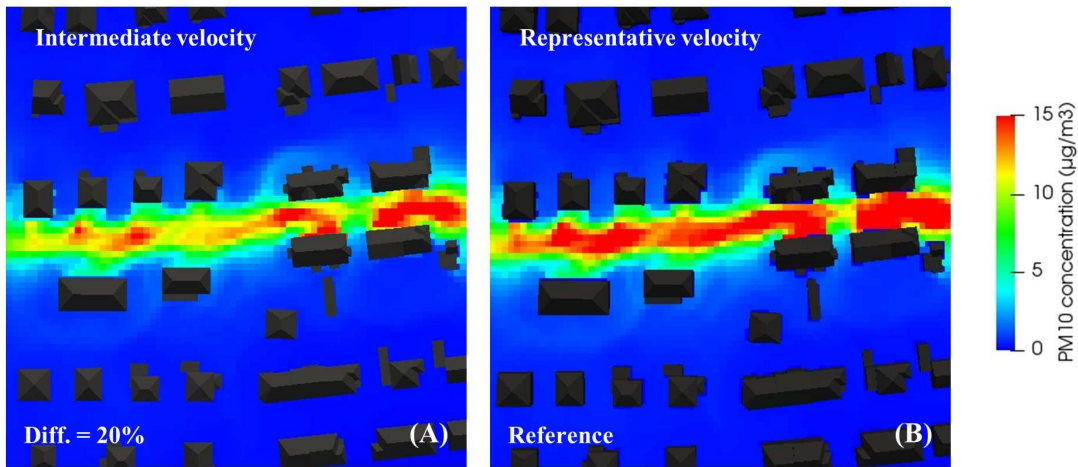 Intermediate velocity
Diff. = 20%
(A)
Representative velocity
Reference
(B)
15
10
5
0
PM10 concentration (µg/m3)